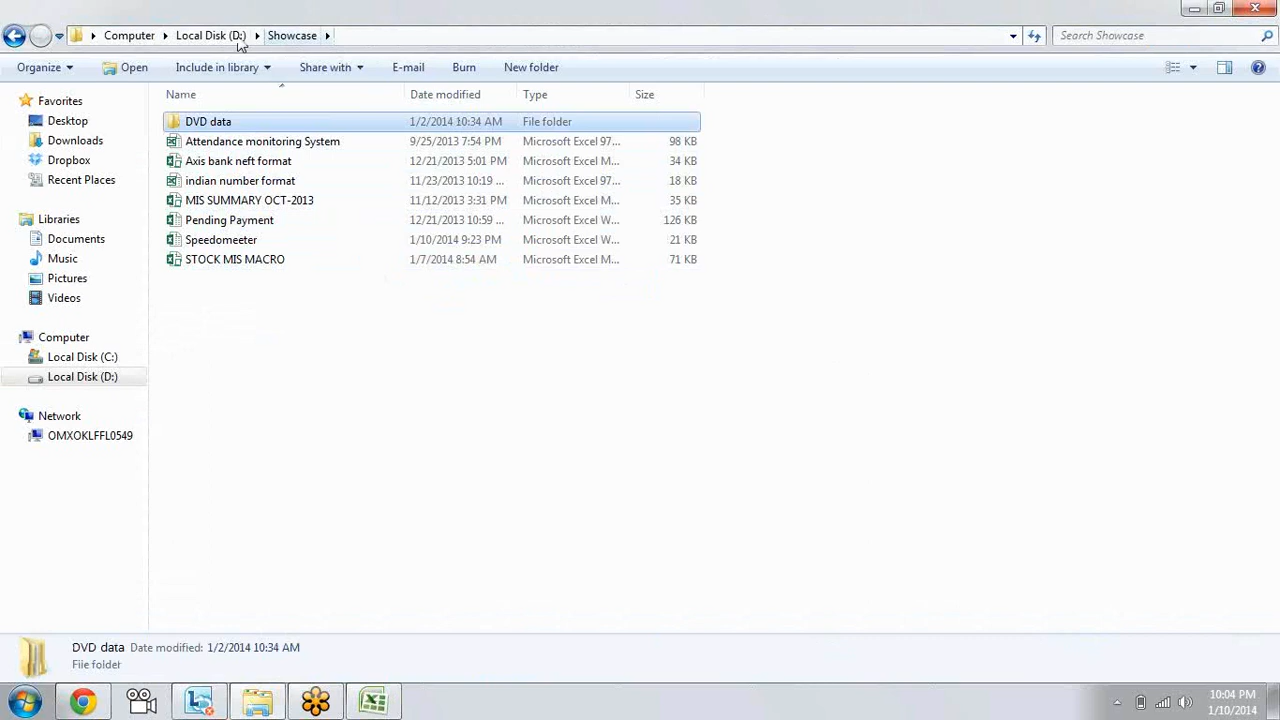 Computer Local Disk (D:) Showcase Search Showcase
Organize Open Include in library Share with E-mail Burn New folder
Name Date modified Type Size
Favorites
Desktop
Downloads
Dropbox
Recent Places
Libraries
Documents
Music
Pictures
Videos
Computer
Local Disk (C:)
Local Disk (D:)
Network
OMXOKLFFL0549
DVD data 1/2/2014 10:34 AM File folder
Attendance monitoring System 9/25/2013 7:54 PM Microsoft Excel 97... 98 KB
Axis bank neft format 12/21/2013 5:01 PM Microsoft Excel M... 34 KB
indian number format 11/23/2013 10:19 ... Microsoft Excel 97... 18 KB
MIS SUMMARY OCT-2013 11/12/2013 3:31 PM Microsoft Excel M... 35 KB
Pending Payment 12/21/2013 10:59 ... Microsoft Excel W... 126 KB
Speedomeeter 1/10/2014 9:23 PM Microsoft Excel W... 21 KB
STOCK MIS MACRO 1/7/2014 8:54 AM Microsoft Excel M... 71 KB
DVD data Date modified: 1/2/2014 10:34 AM
File folder
10:04 PM
1/10/2014